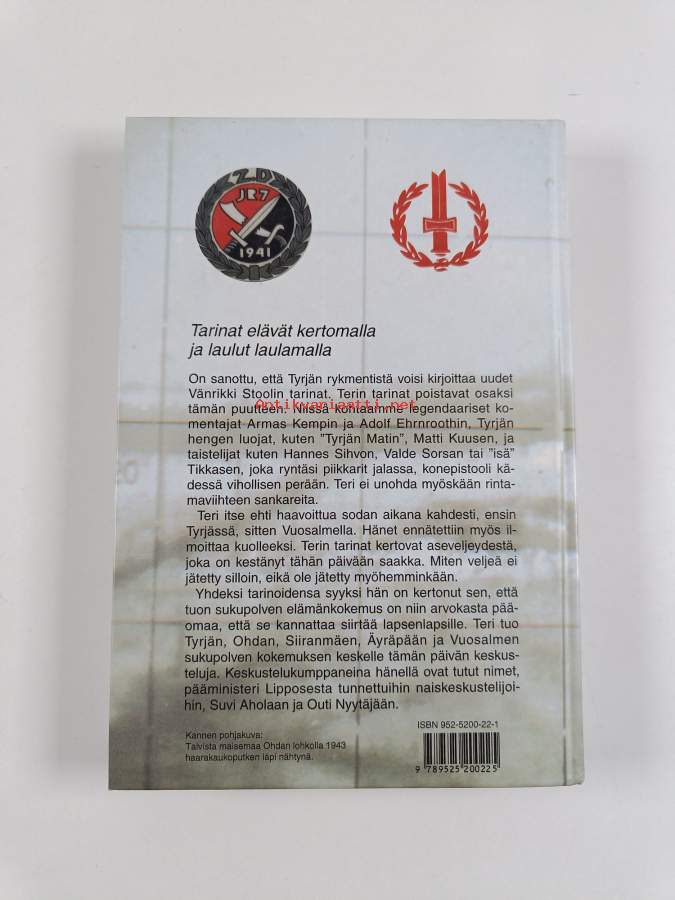 2.D
JR7
1941
Tarinat elävät kertomalla
ja laulut laulamalla
On sanottu, että Tyrjän rykmentistä voisi kirjoittaa uudet
Vänrikki Stoolin tarinat. Terin tarinat poistavat osaksi
tämän puutteen. Niissä kohtaamme legendaariset ko-
Antikvariaatti.net
mentajat Armas Kempin ja Adolf Ehrnroothin, Tyrjän
hengen luojat, kuten "Tyrjän Matin", Matti Kuusen, ja
taistelijat kuten Hannes Sihvon, Valde Sorsan tai "isä"
Tikkasen, joka ryntäsi piikkarit jalassa, konepistooli kä-
dessä vihollisen perään. Teri ei unohda myöskään rinta-
maviihteen sankareita.
Teri itse ehti haavoittua sodan aikana kahdesti, ensin
Tyrjässä, sitten Vuosalmella. Hänet ennätettiin myös il-
moittaa kuolleeksi. Terin tarinat kertovat aseveljeydestä,
joka on kestänyt tähän päivään saakka. Miten veljeä ei
jätetty silloin, eikä ole jätetty myöhemminkään.
Yhdeksi tarinoidensa syyksi hän on kertonut sen, että
tuon sukupolven elämänkokemus on niin arvokasta pää-
omaa, että se kannattaa siirtää lapsenlapsille. Teri tuo
Tyrjän, Ohdan, Siiranmäen, Äyräpään ja Vuosalmen
sukupolven kokemuksen keskelle tämän päivän keskus-
teluja. Keskustelukumppaneina hänellä ovat tutut nimet,
pääministeri Lipposesta tunnettuihin naiskeskustelijoi-
hin, Suvi Aholaan ja Outi Nyytäjään.
ISBN 952-5200-22-1
Kannen pohjakuva:
Talvista maisemaa Ohdan lohkolla 1943
haarakaukoputken läpi nähtynä.
9 789525 200225